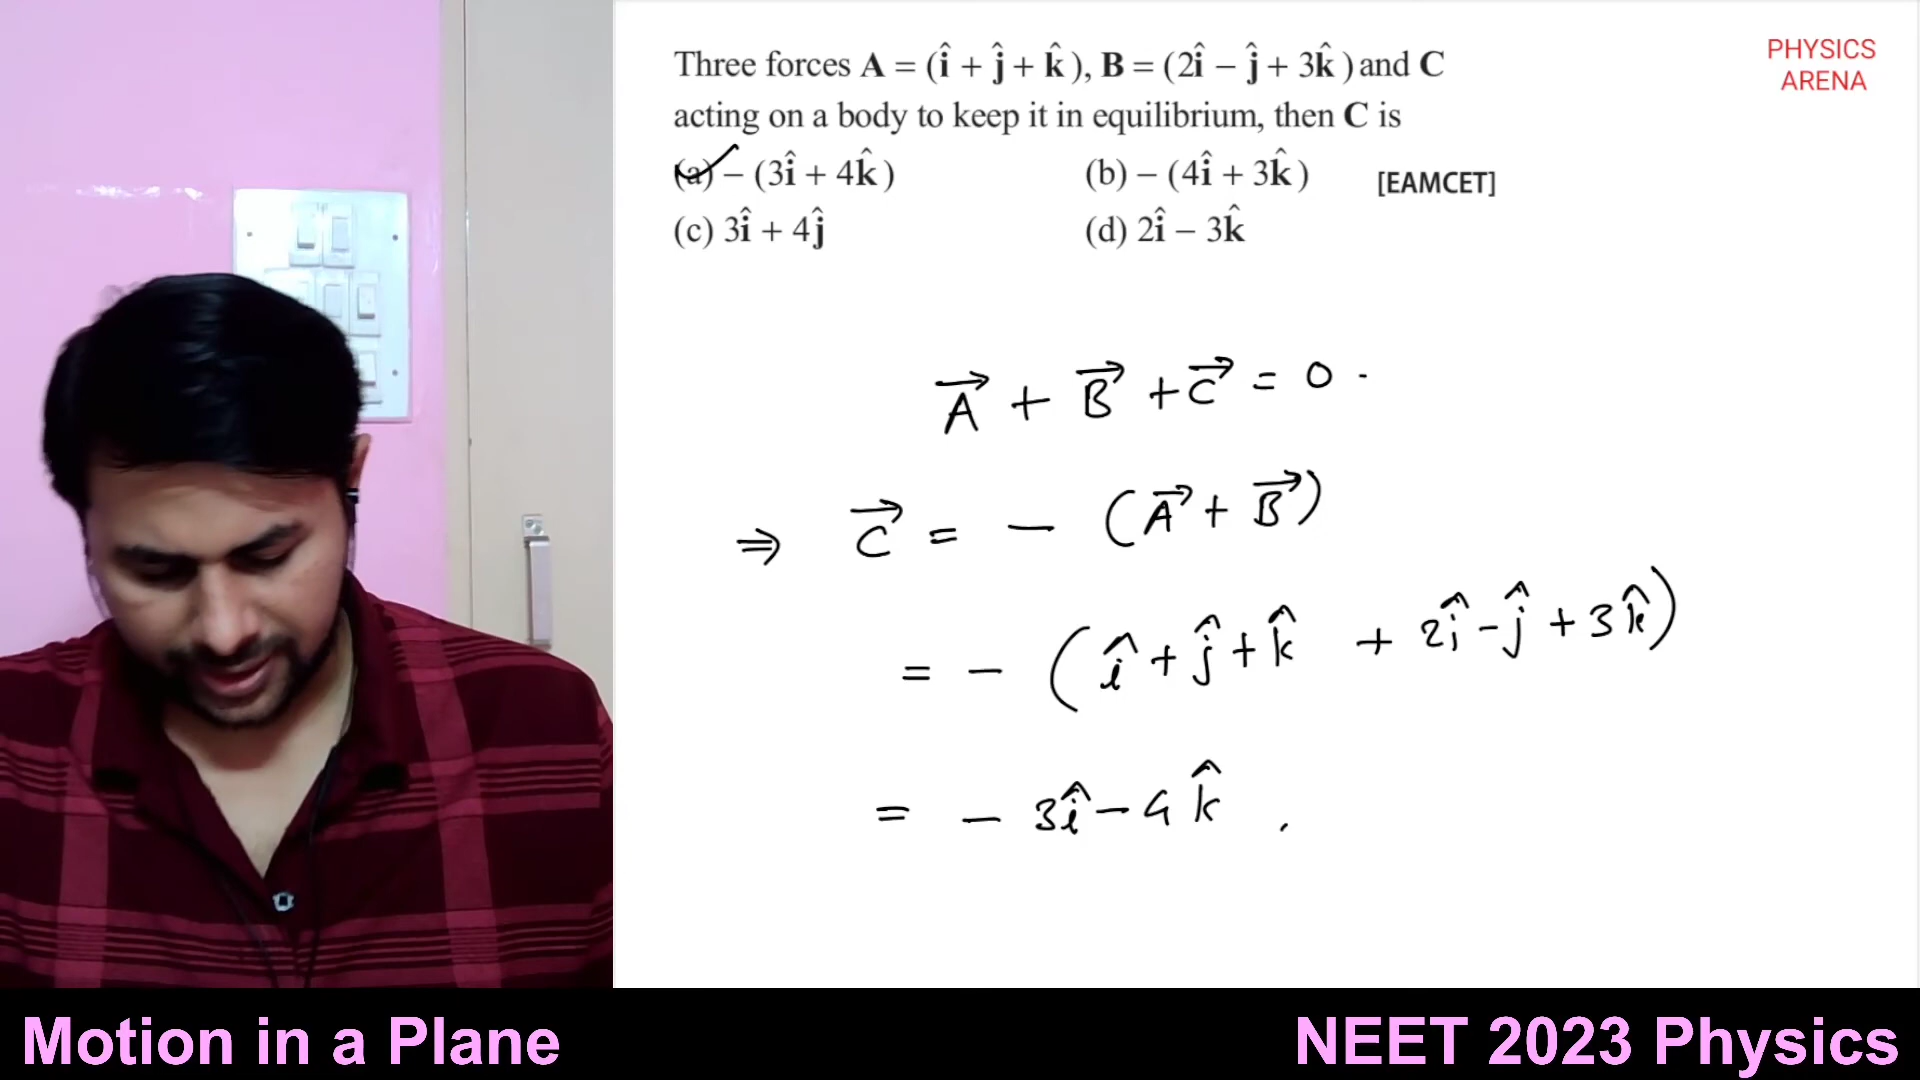 Three forces A = (î + ĵ + k̂), B = (2î − ĵ + 3k̂) and C
acting on a body to keep it in equilibrium, then C is
(a) − (3î + 4k̂) (b) − (4î + 3k̂) [EAMCET]
(c) 3î + 4ĵ (d) 2î − 3k̂
PHYSICS
ARENA
A⃗ + B⃗ + C⃗ = 0 .
⇒ C⃗ = − (A⃗ + B⃗)
= − (î + ĵ + k̂ + 2î − ĵ + 3k̂)
= − 3î − 4k̂ .
Motion in a Plane
NEET 2023 Physics